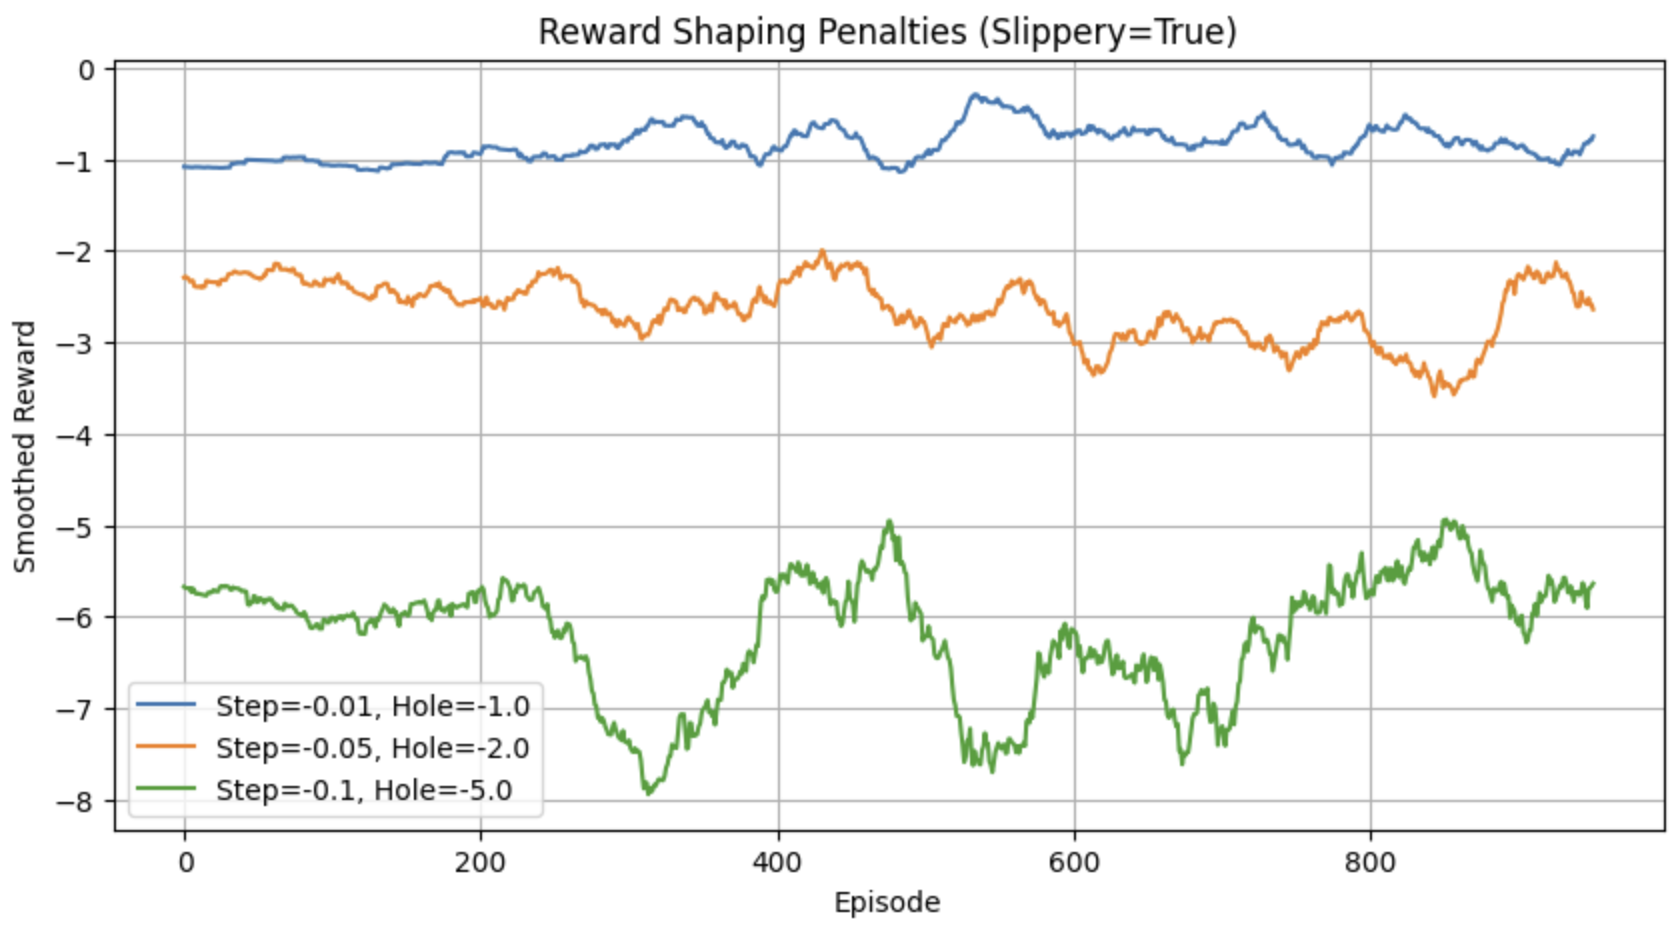 Reward Shaping Penalties (Slippery=True)
Smoothed Reward
0
−1
−2
−3
−4
−5
−6
−7
−8
Step=-0.01, Hole=-1.0
Step=-0.05, Hole=-2.0
Step=-0.1, Hole=-5.0
0 200 400 600 800
Episode